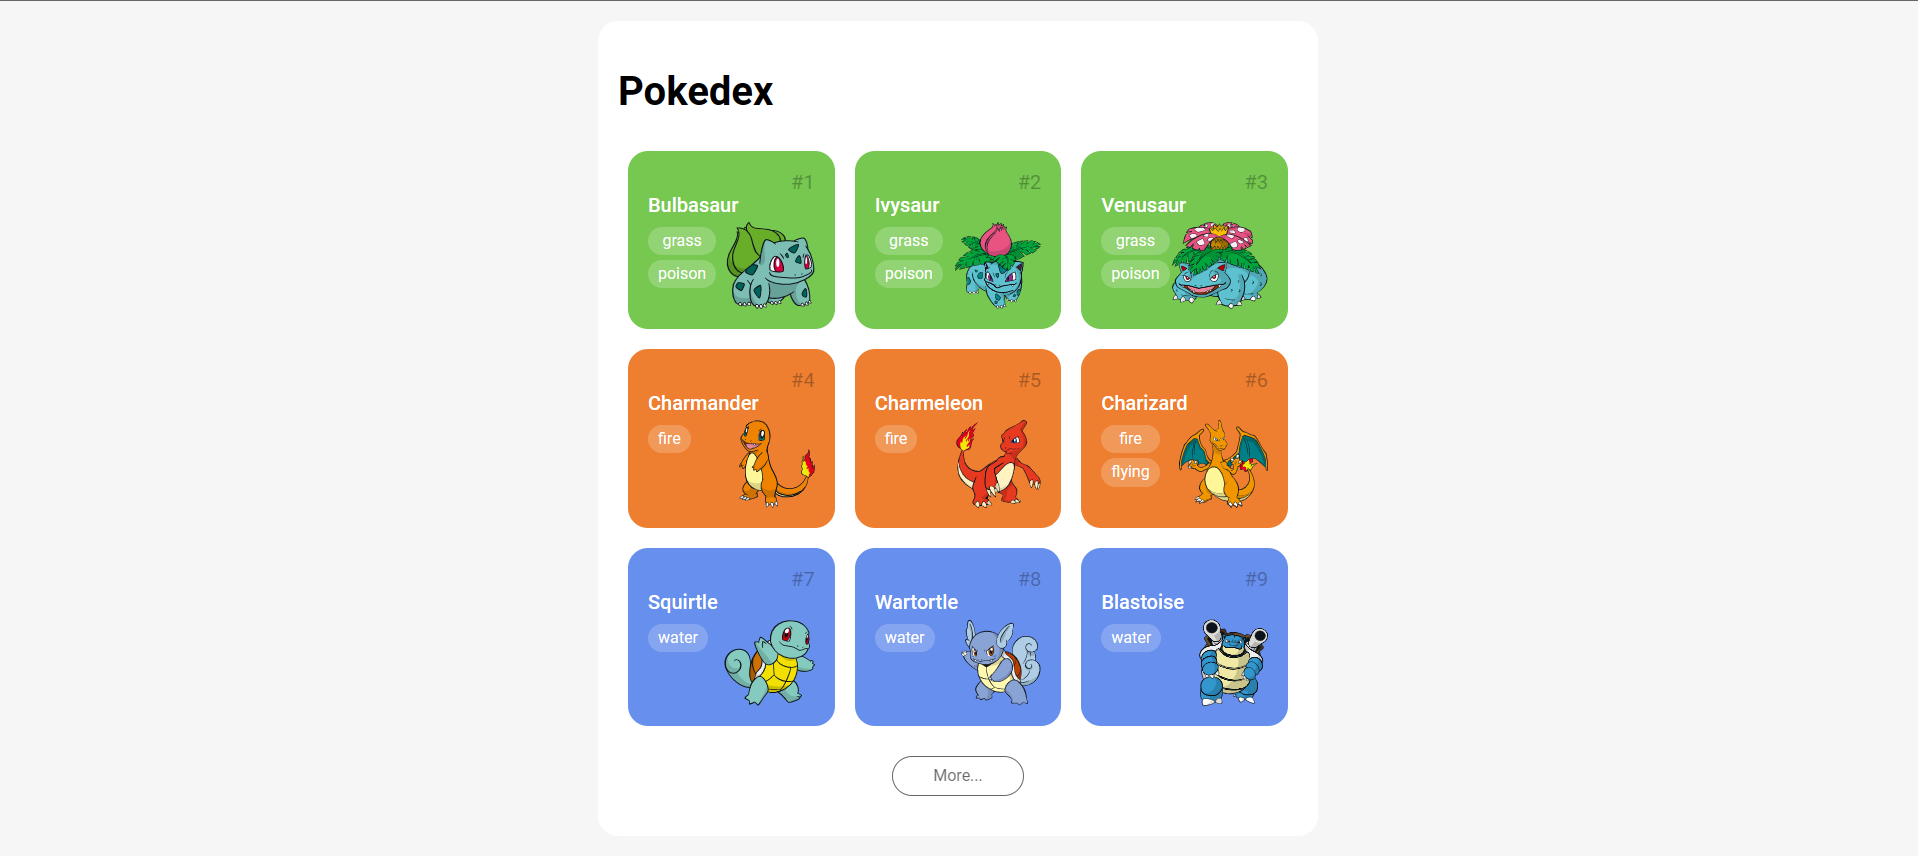 Pokedex
#1
Bulbasaur
grass
poison
#2
Ivysaur
grass
poison
#3
Venusaur
grass
poison
#4
Charmander
fire
#5
Charmeleon
fire
#6
Charizard
fire
flying
#7
Squirtle
water
#8
Wartortle
water
#9
Blastoise
water
More...